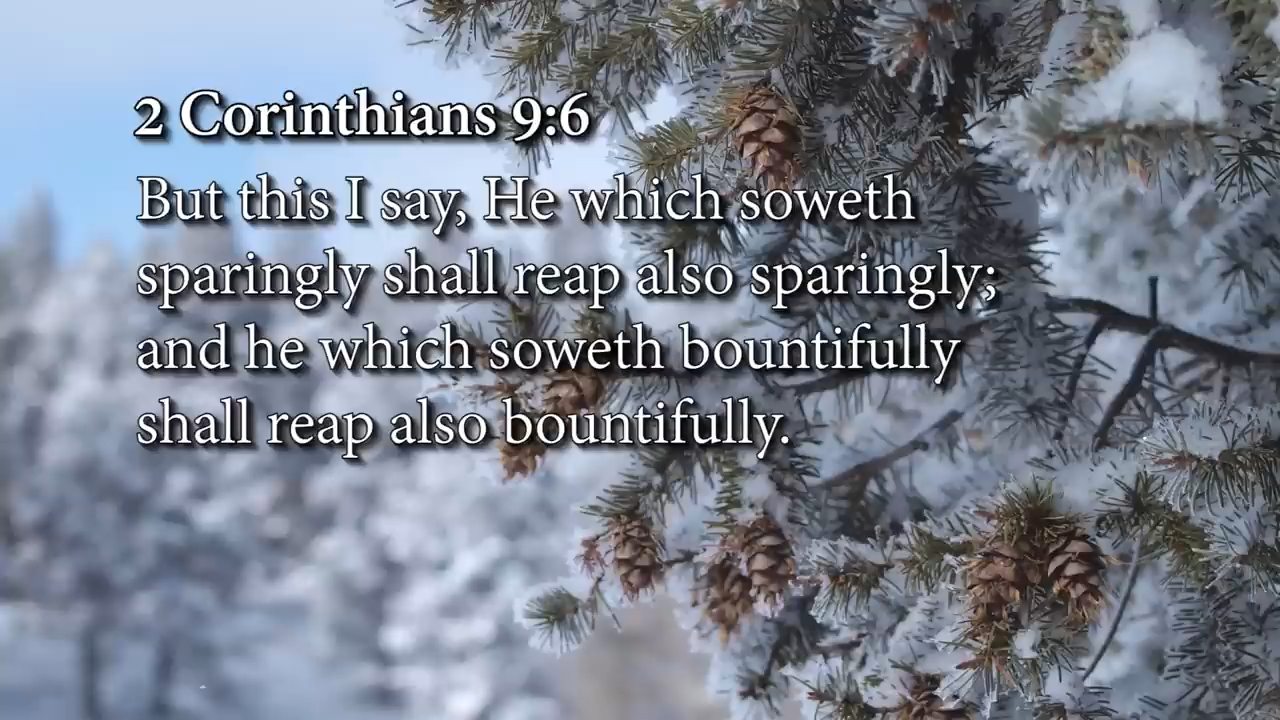 2 Corinthians 9:6
But this I say, He which soweth
sparingly shall reap also sparingly;
and he which soweth bountifully
shall reap also bountifully.